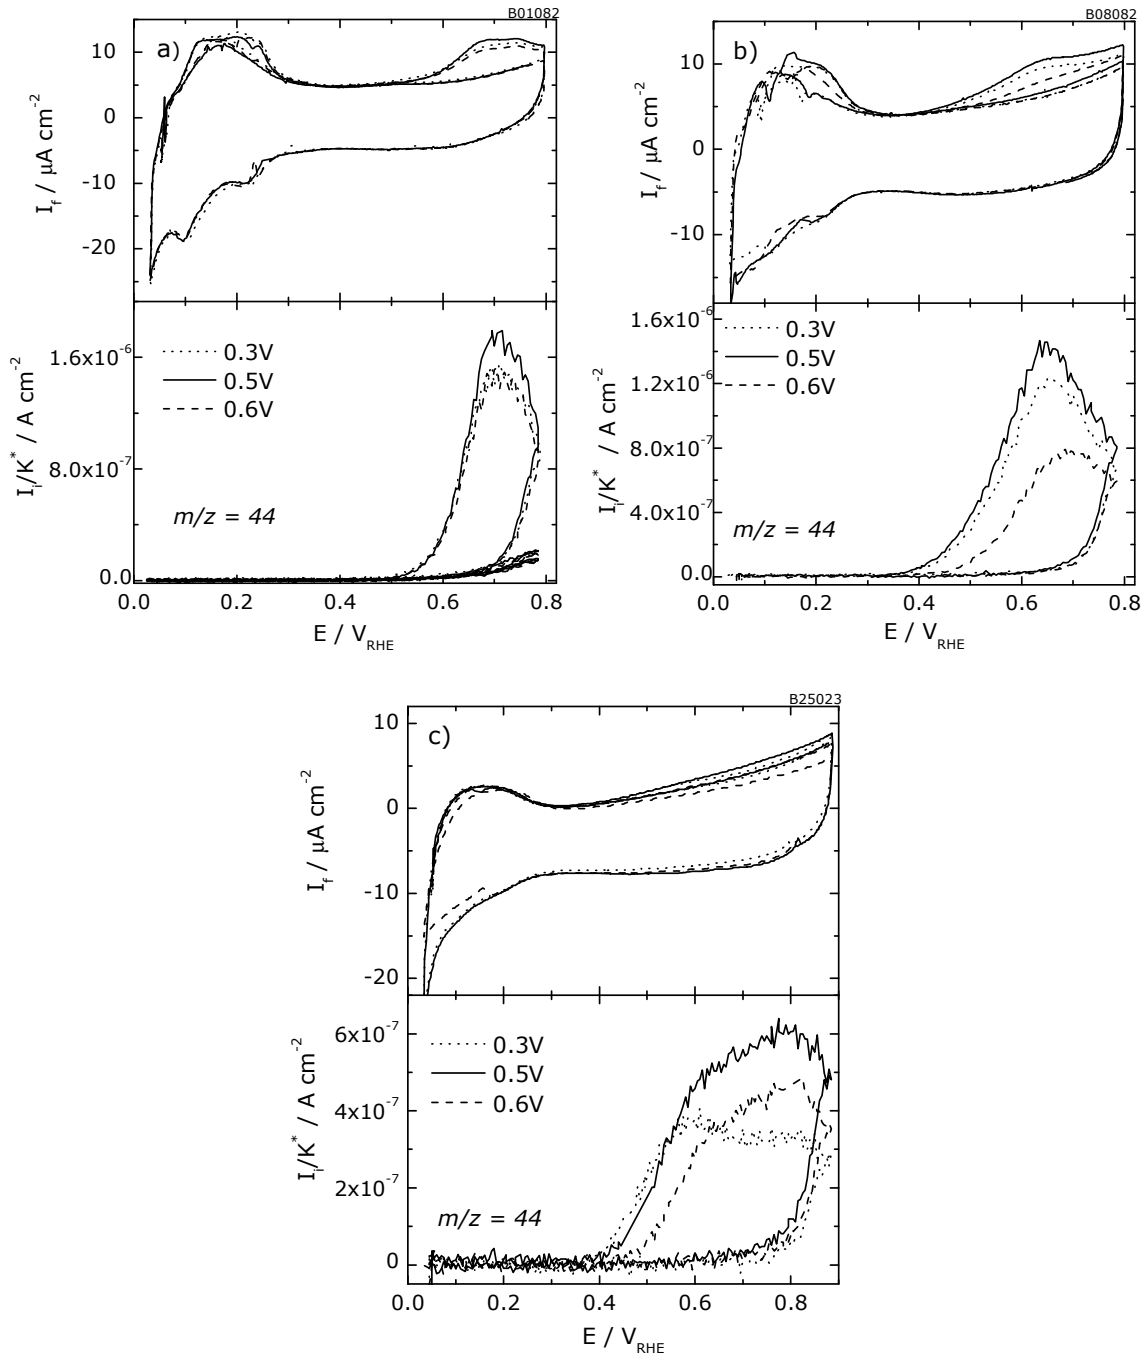 B01082
a)
10
0
-10
-20
I_f / µA cm^-2
1.6x10^-6
8.0x10^-7
0.0
I_i/K^* / A cm^-2
0.3V
0.5V
0.6V
m/z = 44
0.0 0.2 0.4 0.6 0.8
E / V_RHE
B08082
b)
10
0
-10
I_f / µA cm^-2
1.6x10^-6
1.2x10^-6
8.0x10^-7
4.0x10^-7
0.0
I_i/K^* / A cm^-2
0.3V
0.5V
0.6V
m/z = 44
0.0 0.2 0.4 0.6 0.8
E / V_RHE
B25023
c)
10
0
-10
-20
I_f / µA cm^-2
6x10^-7
4x10^-7
2x10^-7
0
I_i/K^* / A cm^-2
0.3V
0.5V
0.6V
m/z = 44
0.0 0.2 0.4 0.6 0.8
E / V_RHE